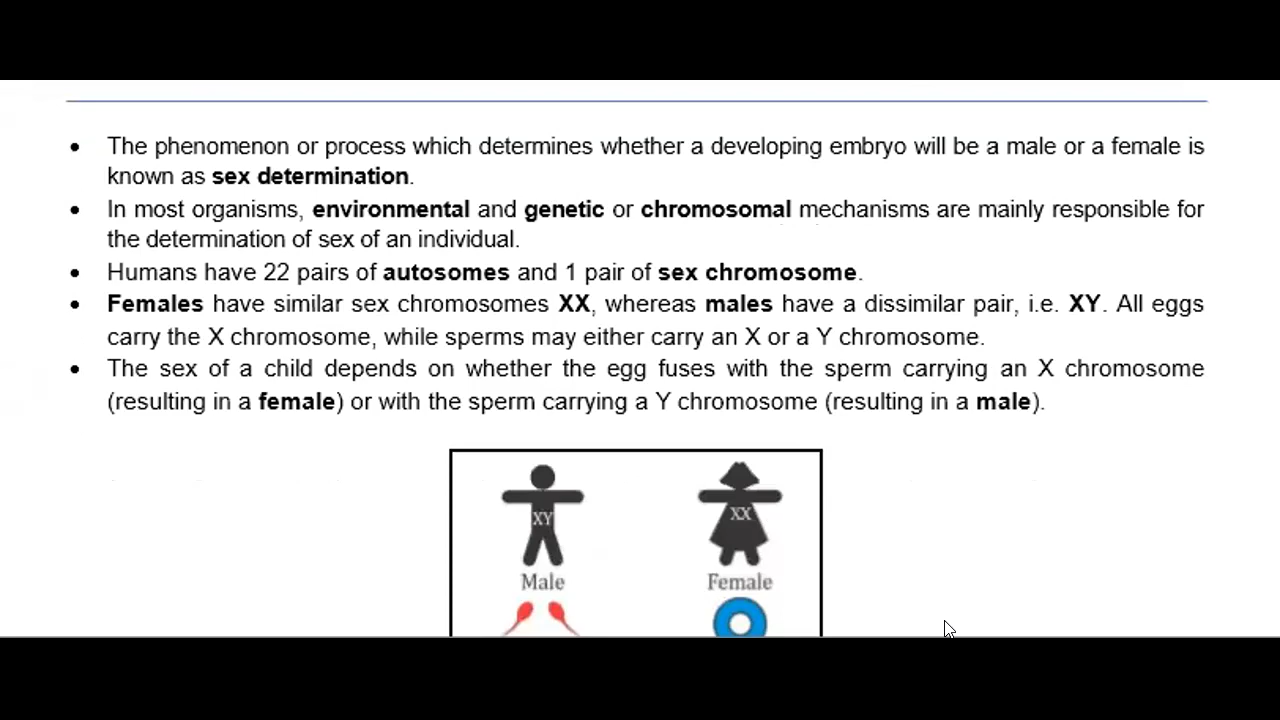 • The phenomenon or process which determines whether a developing embryo will be a male or a female is
known as sex determination.
• In most organisms, environmental and genetic or chromosomal mechanisms are mainly responsible for
the determination of sex of an individual.
• Humans have 22 pairs of autosomes and 1 pair of sex chromosome.
• Females have similar sex chromosomes XX, whereas males have a dissimilar pair, i.e. XY. All eggs
carry the X chromosome, while sperms may either carry an X or a Y chromosome.
• The sex of a child depends on whether the egg fuses with the sperm carrying an X chromosome
(resulting in a female) or with the sperm carrying a Y chromosome (resulting in a male).
XY XX
Male Female